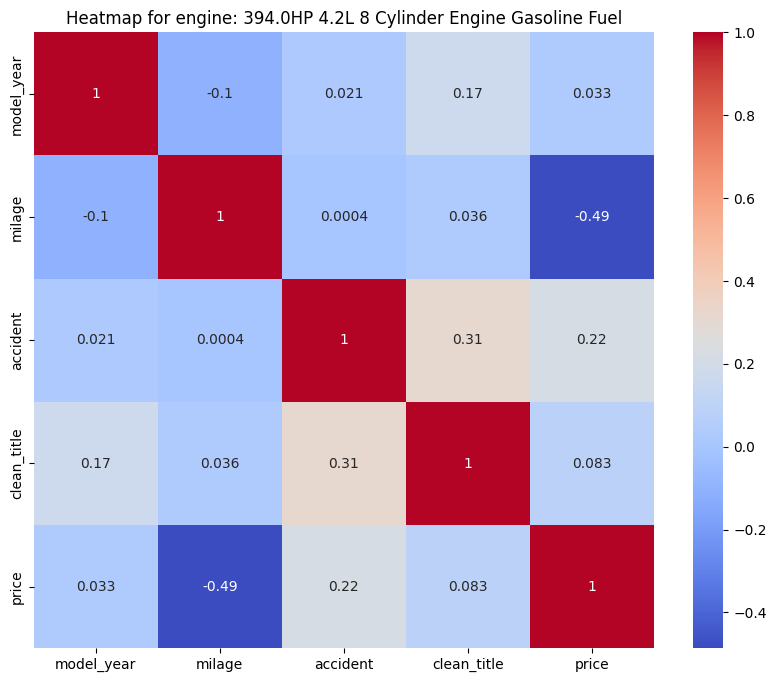 Heatmap for engine: 394.0HP 4.2L 8 Cylinder Engine Gasoline Fuel
model_year 1 -0.1 0.021 0.17 0.033
milage -0.1 1 0.0004 0.036 -0.49
accident 0.021 0.0004 1 0.31 0.22
clean_title 0.17 0.036 0.31 1 0.083
price 0.033 -0.49 0.22 0.083 1
model_year milage accident clean_title price
1.0
0.8
0.6
0.4
0.2
0.0
−0.2
−0.4